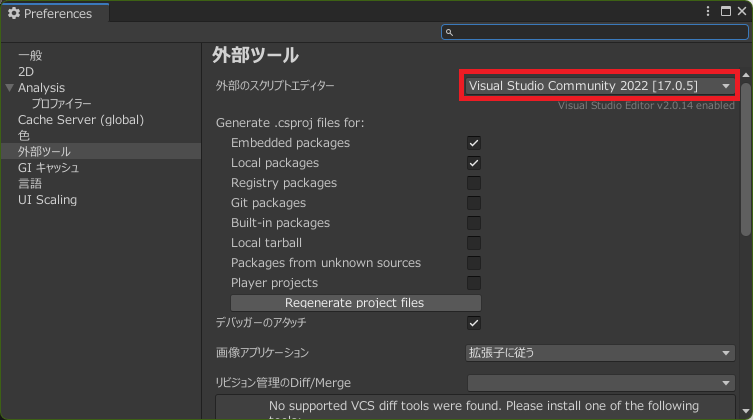 Preferences
一般
2D
Analysis
プロファイラー
Cache Server (global)
色
外部ツール
GI キャッシュ
言語
UI Scaling
外部ツール
外部のスクリプトエディター
Visual Studio Community 2022 [17.0.5]
Visual Studio Editor v2.0.14 enabled
Generate .csproj files for:
Embedded packages
Local packages
Registry packages
Git packages
Built-in packages
Local tarball
Packages from unknown sources
Player projects
Regenerate project files
デバッガーのアタッチ
画像アプリケーション
拡張子に従う
リビジョン管理のDiff/Merge
No supported VCS diff tools were found. Please install one of the following
tools: